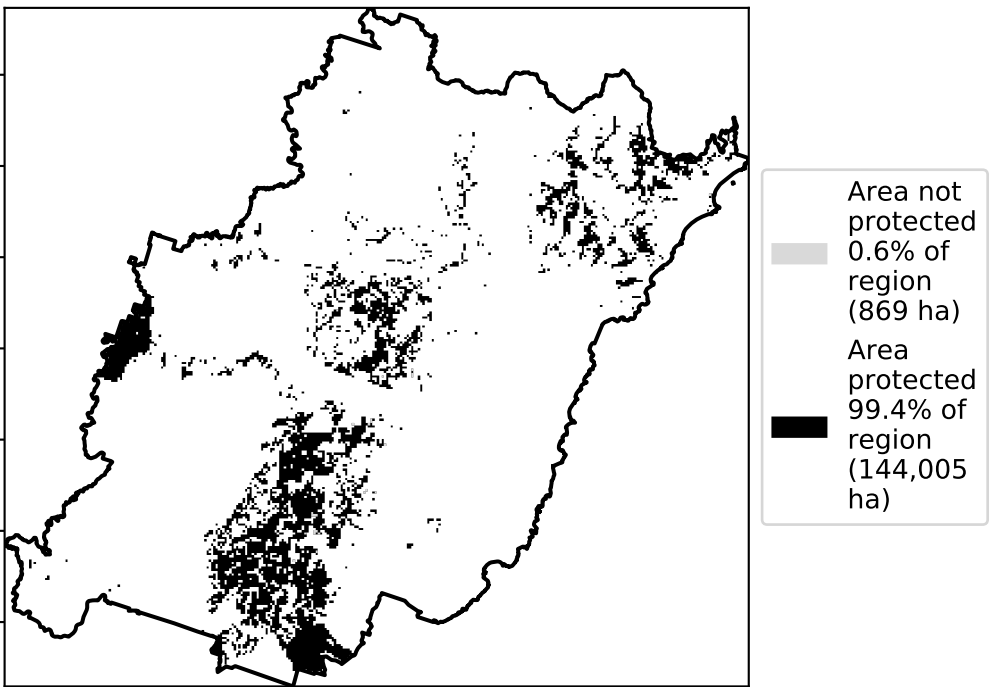 Area not
protected
0.6% of
region
(869 ha)
Area
protected
99.4% of
region
(144,005
ha)